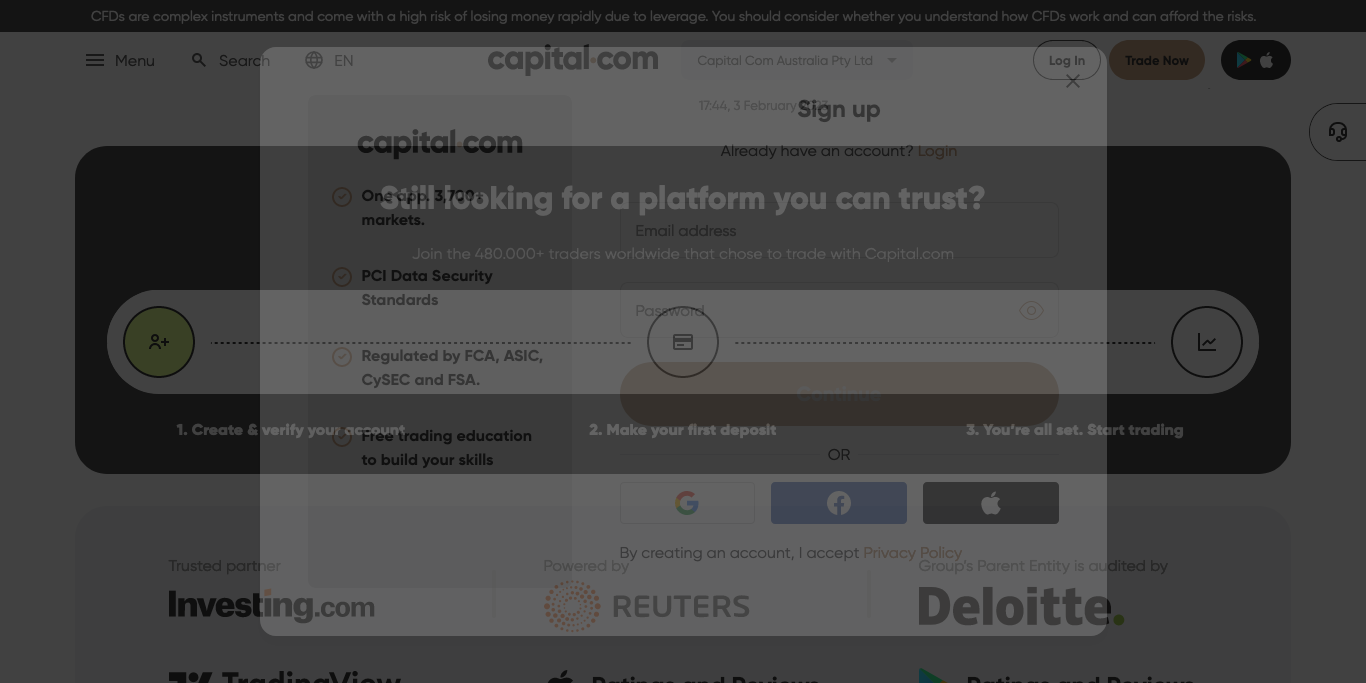 CFDs are complex instruments and come with a high risk of losing money rapidly due to leverage. You should consider whether you understand how CFDs work and can afford the risks.
Menu
Search
EN
capital.com
Capital Com Australia Pty Ltd
Log In
Trade Now
17:44, 3 February
Sign up
Already have an account? Login
capital.com
One app. 3,700+
markets.
PCI Data Security
Standards
Regulated by FCA, ASIC,
CySEC and FSA.
Free trading education
to build your skills
Still looking for a platform you can trust?
Join the 480.000+ traders worldwide that chose to trade with Capital.com
Email address
Password
Continue
OR
By creating an account, I accept Privacy Policy
1. Create & verify your account
2. Make your first deposit
3. You're all set. Start trading
Trusted partner
Investing.com
Powered by
REUTERS
Group's Parent Entity is audited by
Deloitte.
TradingView
Ratings and Reviews
Ratings and Reviews